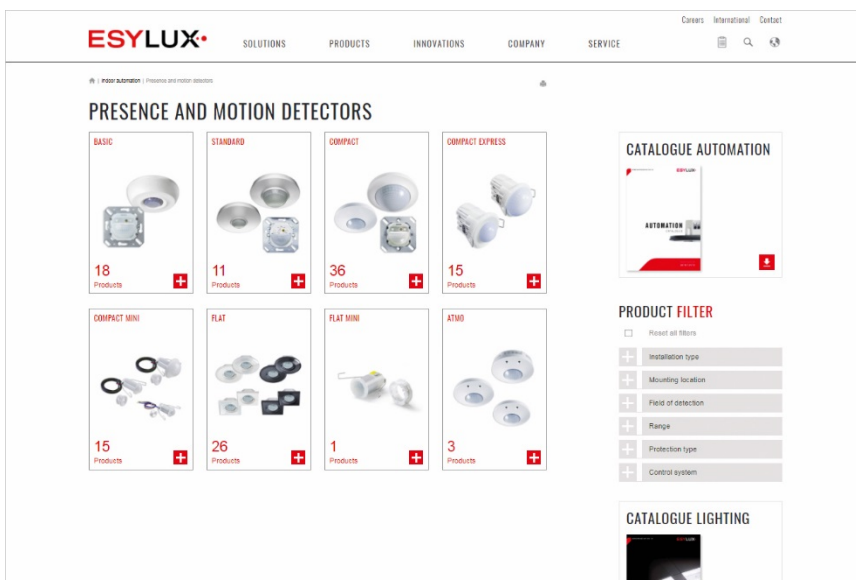 Careers International Contact
ESYLUX
SOLUTIONS PRODUCTS INNOVATIONS COMPANY SERVICE
| Indoor automation | Presence and motion detectors
PRESENCE AND MOTION DETECTORS
BASIC
18
Products
STANDARD
11
Products
COMPACT
36
Products
COMPACT EXPRESS
15
Products
COMPACT MINI
15
Products
FLAT
26
Products
FLAT MINI
1
Products
ATMO
3
Products
CATALOGUE AUTOMATION
ESYLUX
AUTOMATION
PRODUCT FILTER
Reset all filters
Installation type
Mounting location
Field of detection
Range
Protection type
Control system
CATALOGUE LIGHTING
ESYLUX